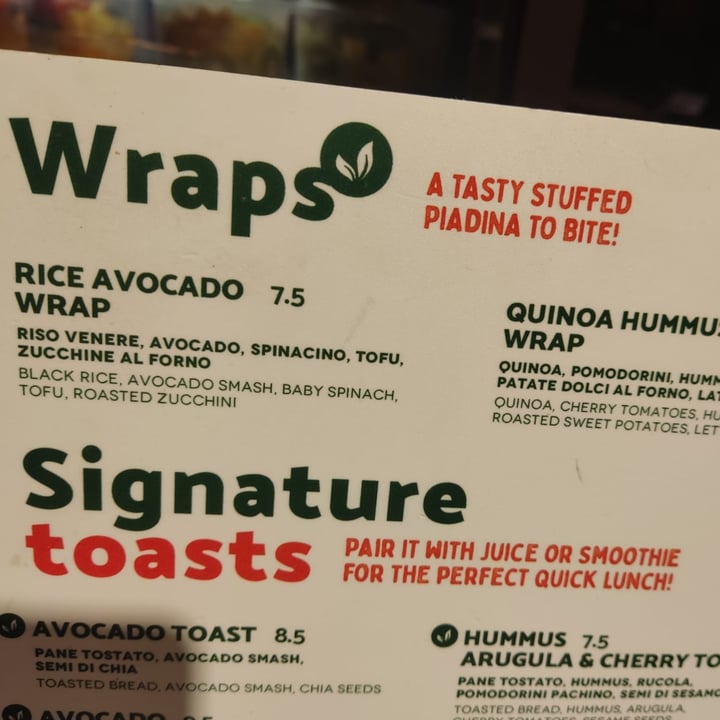 Wraps
A TASTY STUFFED
PIADINA TO BITE!
RICE AVOCADO 7.5
WRAP
RISO VENERE, AVOCADO, SPINACINO, TOFU,
ZUCCHINE AL FORNO
BLACK RICE, AVOCADO SMASH, BABY SPINACH,
TOFU, ROASTED ZUCCHINI
QUINOA
WRAP
QUINOA, POMODORINI,
PATATE DOLCI AL FORNO,
QUINOA, CHERRY TOMATOES,
ROASTED SWEET POTATOES,
Signature
toasts
PAIR IT WITH JUICE OR SMOOTHIE
FOR THE PERFECT QUICK LUNCH!
AVOCADO TOAST 8.5
PANE TOSTATO, AVOCADO SMASH,
SEMI DI CHIA
TOASTED BREAD, AVOCADO SMASH, CHIA SEEDS
HUMMUS 7.5
ARUGULA & CHERRY
PANE TOSTATO, HUMMUS, RUCOLA,
POMODORINI PACHINO, SEMI DI SESAMO
TOASTED BREAD, HUMMUS, ARUGULA,
AVOCADO